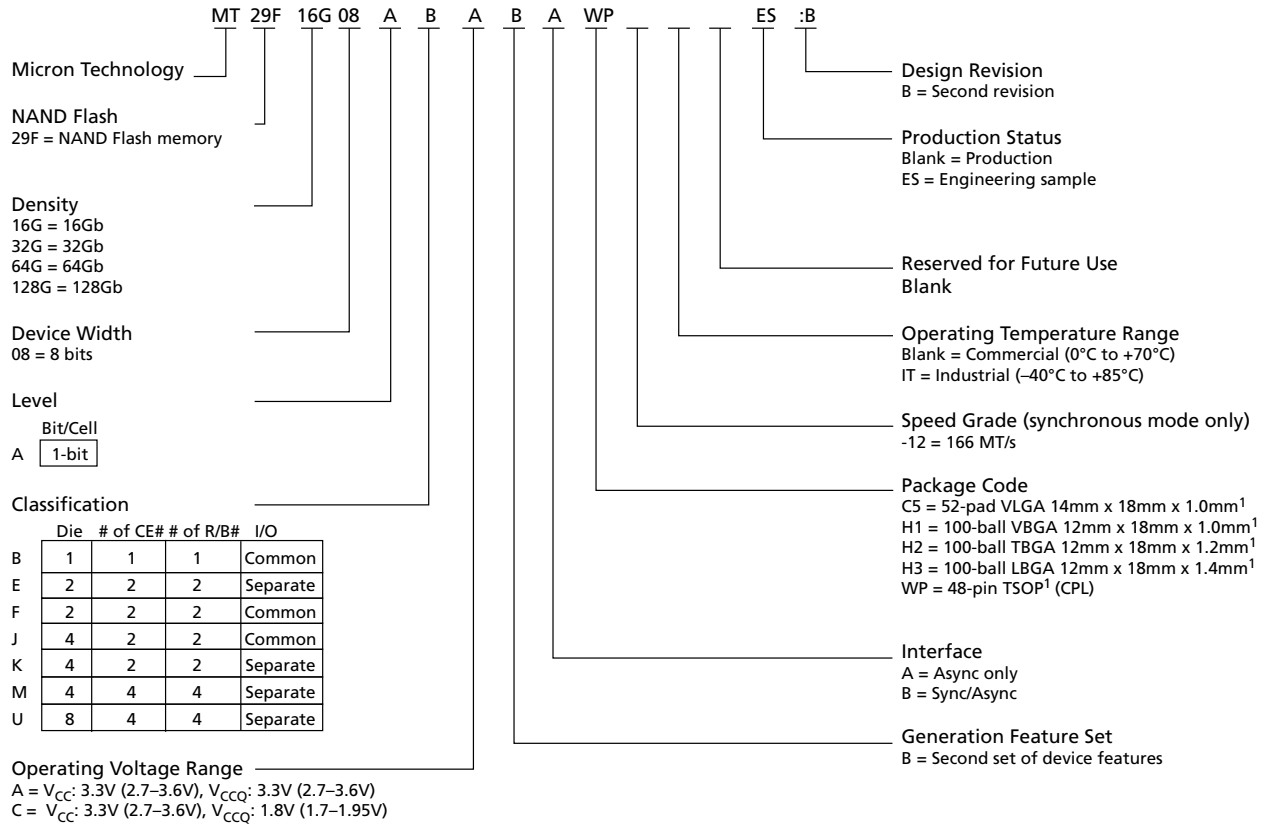 MT 29F 16G 08 A B A B A WP ES :B
Micron Technology
NAND Flash
29F = NAND Flash memory
Density
16G = 16Gb
32G = 32Gb
64G = 64Gb
128G = 128Gb
Device Width
08 = 8 bits
Level
Bit/Cell
A 1-bit
Classification
Die # of CE# # of R/B# I/O
B 1 1 1 Common
E 2 2 2 Separate
F 2 2 2 Common
J 4 2 2 Common
K 4 2 2 Separate
M 4 4 4 Separate
U 8 4 4 Separate
Operating Voltage Range
A = VCC: 3.3V (2.7–3.6V), VCCQ: 3.3V (2.7–3.6V)
C = VCC: 3.3V (2.7–3.6V), VCCQ: 1.8V (1.7–1.95V)
Design Revision
B = Second revision
Production Status
Blank = Production
ES = Engineering sample
Reserved for Future Use
Blank
Operating Temperature Range
Blank = Commercial (0°C to +70°C)
IT = Industrial (–40°C to +85°C)
Speed Grade (synchronous mode only)
-12 = 166 MT/s
Package Code
C5 = 52-pad VLGA 14mm x 18mm x 1.0mm1
H1 = 100-ball VBGA 12mm x 18mm x 1.0mm1
H2 = 100-ball TBGA 12mm x 18mm x 1.2mm1
H3 = 100-ball LBGA 12mm x 18mm x 1.4mm1
WP = 48-pin TSOP1 (CPL)
Interface
A = Async only
B = Sync/Async
Generation Feature Set
B = Second set of device features